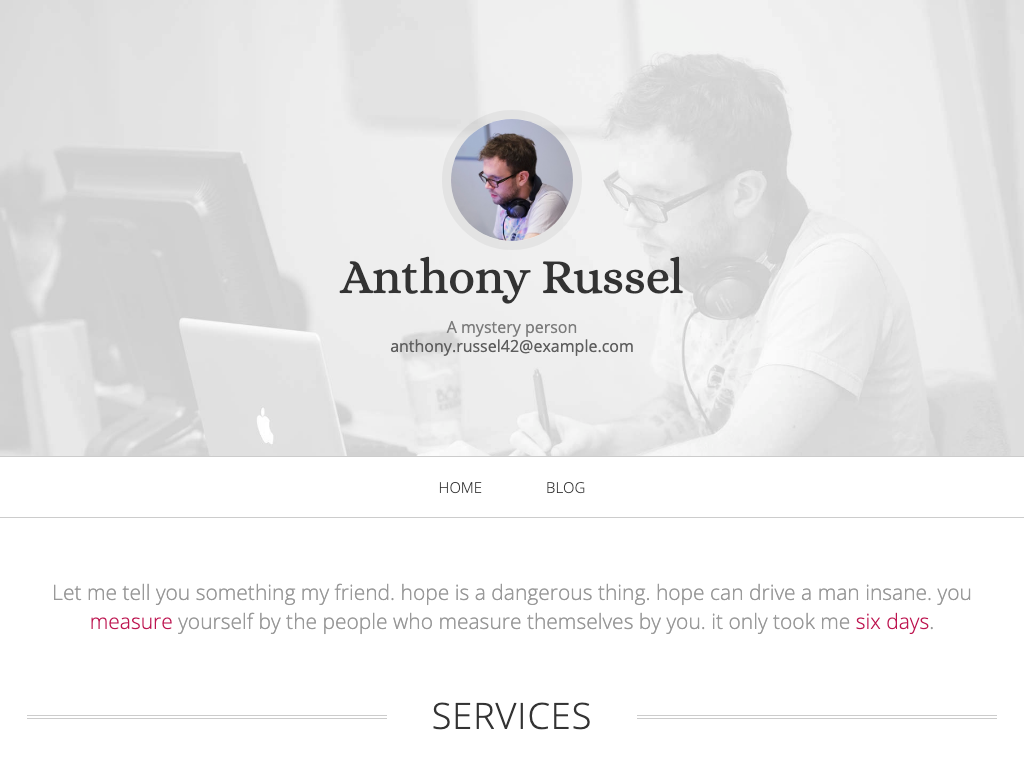 Anthony Russel
A mystery person
anthony.russel42@example.com
HOME BLOG
Let me tell you something my friend. hope is a dangerous thing. hope can drive a man insane. you
measure yourself by the people who measure themselves by you. it only took me six days.
SERVICES